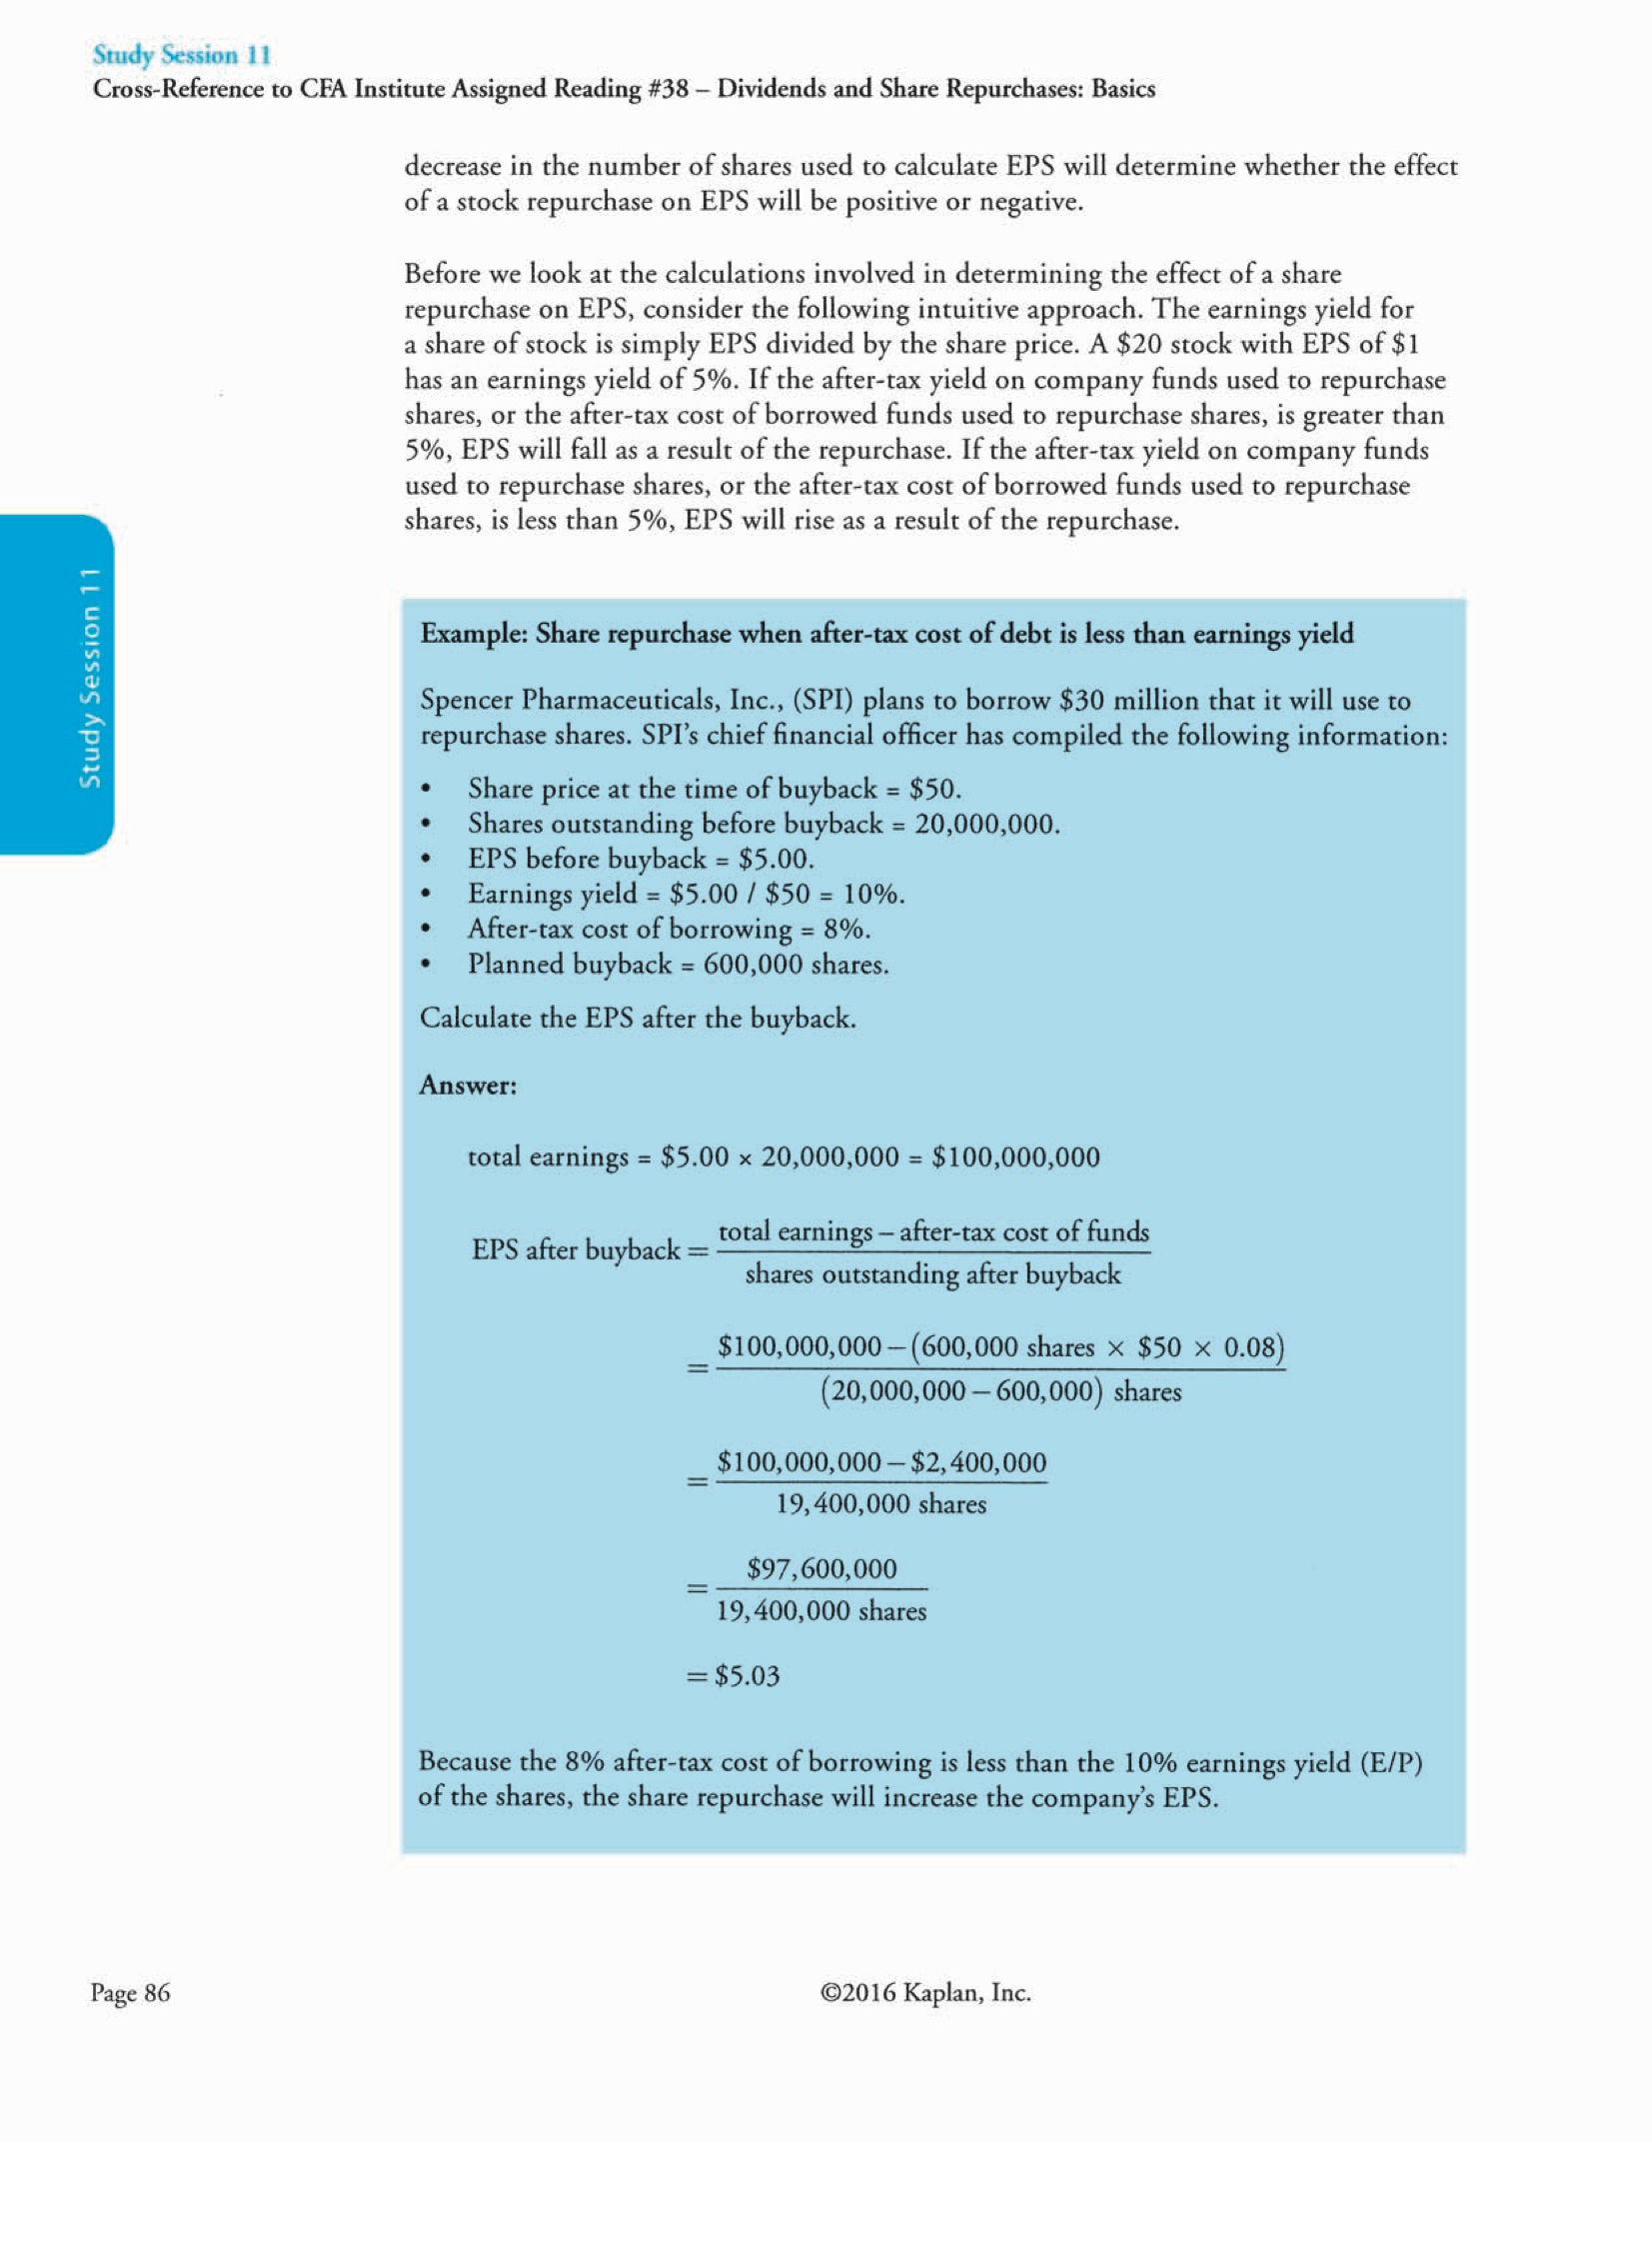 Study Session 11
Cross-Reference to CFA Institute Assigned Reading #38 – Dividends and Share Repurchases: Basics
decrease in the number of shares used to calculate EPS will determine whether the effect
of a stock repurchase on EPS will be positive or negative.
Before we look at the calculations involved in determining the effect of a share
repurchase on EPS, consider the following intuitive approach. The earnings yield for
a share of stock is simply EPS divided by the share price. A $20 stock with EPS of $1
has an earnings yield of 5%. If the after-tax yield on company funds used to repurchase
shares, or the after-tax cost of borrowed funds used to repurchase shares, is greater than
5%, EPS will fall as a result of the repurchase. If the after-tax yield on company funds
used to repurchase shares, or the after-tax cost of borrowed funds used to repurchase
shares, is less than 5%, EPS will rise as a result of the repurchase.
Study Session 11
Example: Share repurchase when after-tax cost of debt is less than earnings yield
Spencer Pharmaceuticals, Inc., (SPI) plans to borrow $30 million that it will use to
repurchase shares. SPI's chief financial officer has compiled the following information:
• Share price at the time of buyback = $50.
• Shares outstanding before buyback = 20,000,000.
• EPS before buyback = $5.00.
• Earnings yield = $5.00 / $50 = 10%.
• After-tax cost of borrowing = 8%.
• Planned buyback = 600,000 shares.
Calculate the EPS after the buyback.
Answer:
total earnings = $5.00 × 20,000,000 = $100,000,000
EPS after buyback = total earnings – after-tax cost of funds
shares outstanding after buyback
= $100,000,000 – (600,000 shares × $50 × 0.08)
(20,000,000 – 600,000) shares
= $100,000,000 – $2,400,000
19,400,000 shares
= $97,600,000
19,400,000 shares
= $5.03
Because the 8% after-tax cost of borrowing is less than the 10% earnings yield (E/P)
of the shares, the share repurchase will increase the company's EPS.
Page 86
©2016 Kaplan, Inc.